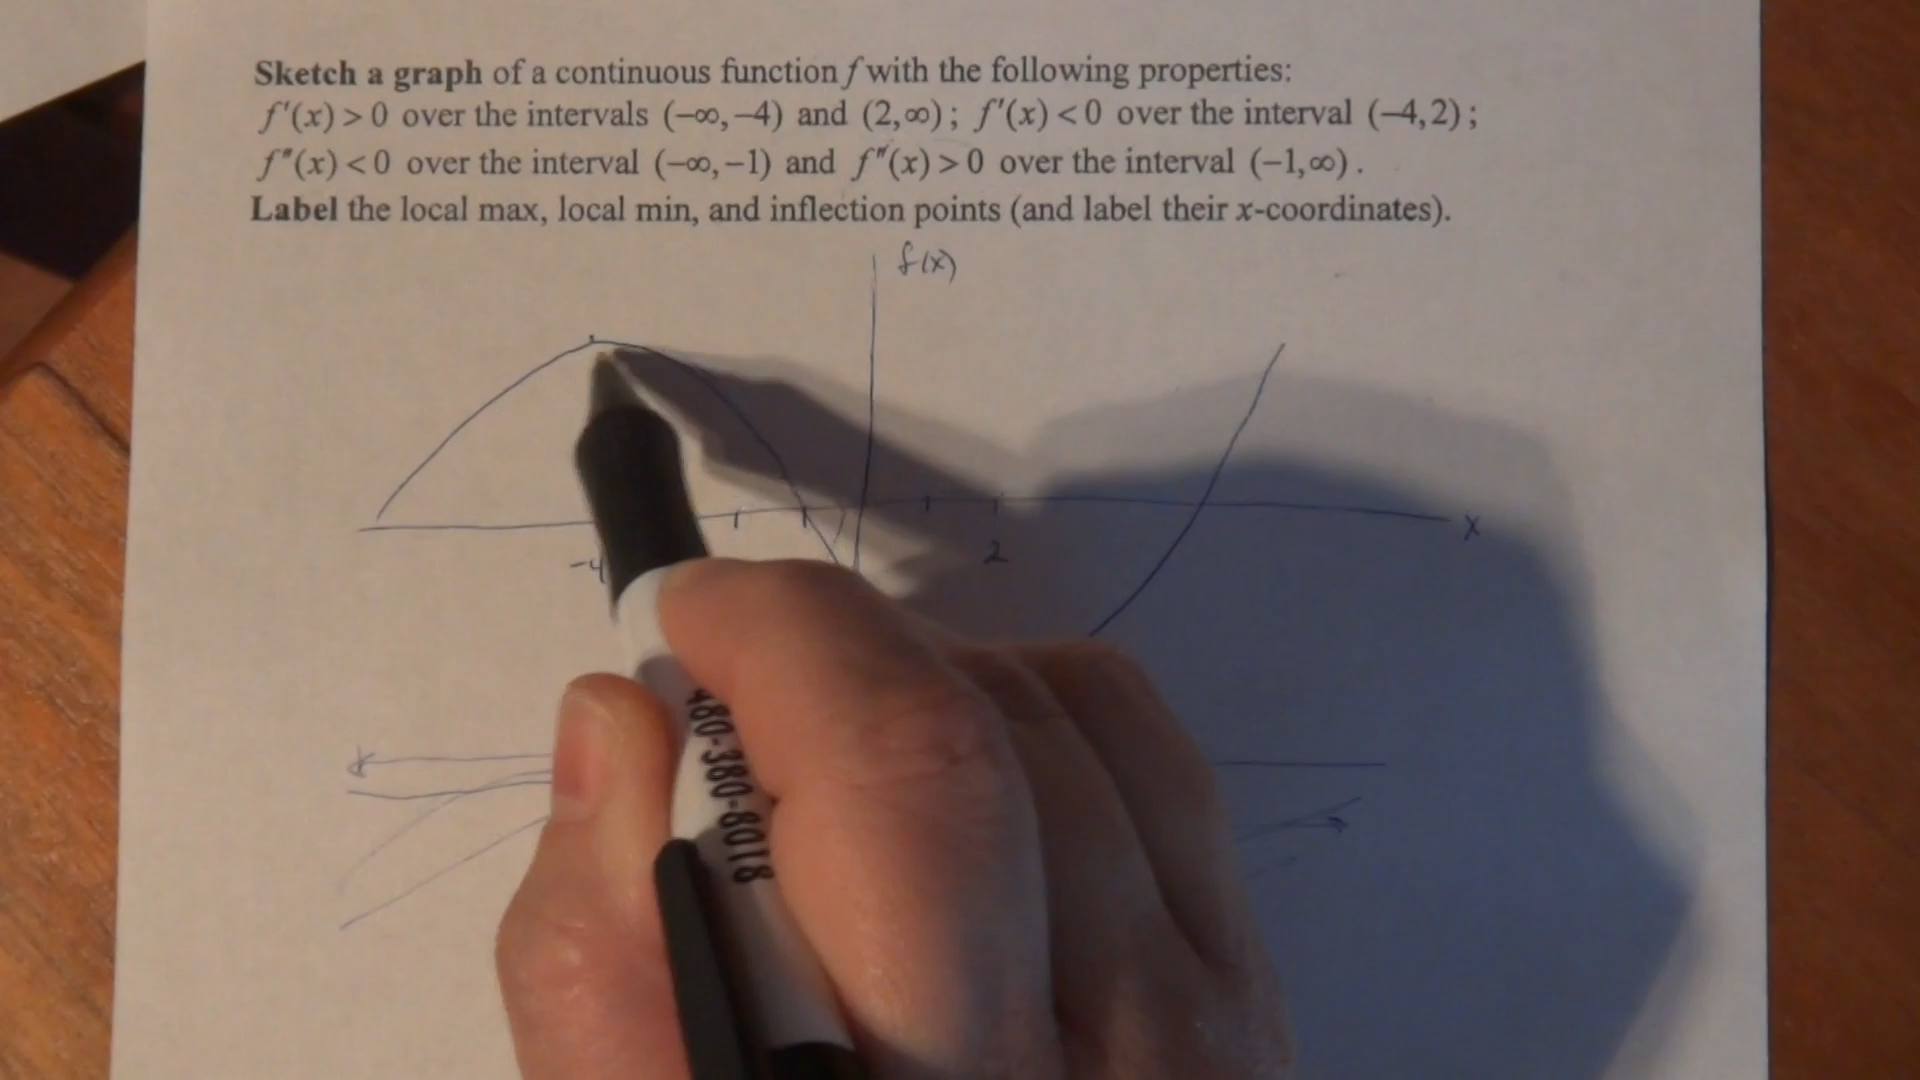 Sketch a graph of a continuous function f with the following properties:
f′(x) > 0 over the intervals (−∞, −4) and (2, ∞); f′(x) < 0 over the interval (−4, 2);
f″(x) < 0 over the interval (−∞, −1) and f″(x) > 0 over the interval (−1, ∞).
Label the local max, local min, and inflection points (and label their x-coordinates).
f(x)
x
-4
2
480-380-8018